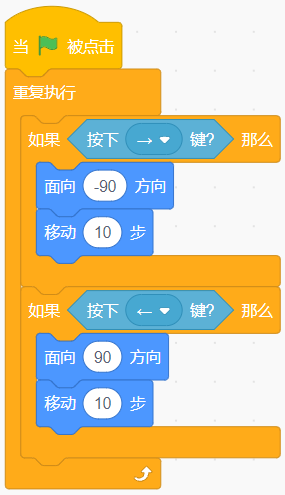 当 被点击
重复执行
如果 按下 → 键? 那么
面向 -90 方向
移动 10 步
如果 按下 ← 键? 那么
面向 90 方向
移动 10 步